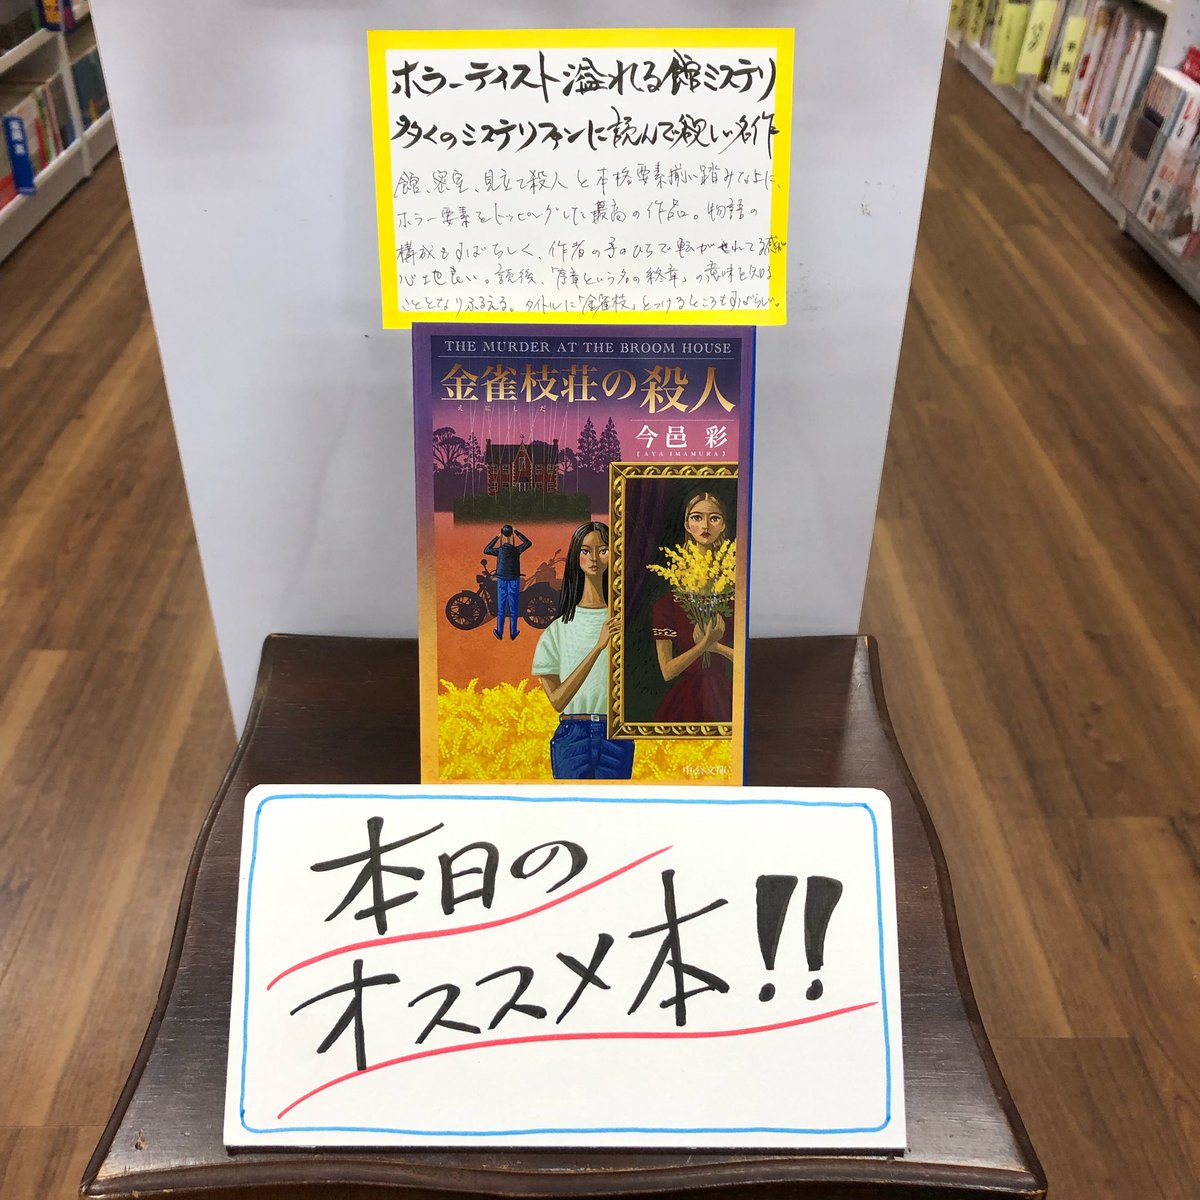 ホラーテイスト溢れる館ミステリ
多くのミステリファンに読んで欲しい名作
館、密室、見立て殺人と本格要素揃い踏みな上に、
ホラー要素をトッピングした最高の作品。物語の
構成もすばらしく、作者の手のひらで転がされてる感が
心地良い。読後、「序章という名の終章」の意味を知る
こととなりふるえる。タイトルに「金雀枝」とつけるところもすばらしい。
THE MURDER AT THE BROOM HOUSE
金雀枝荘の殺人
えにしだ
今邑 彩
【AYA IMAMURA】
中公文庫
本日の
オススメ本!!